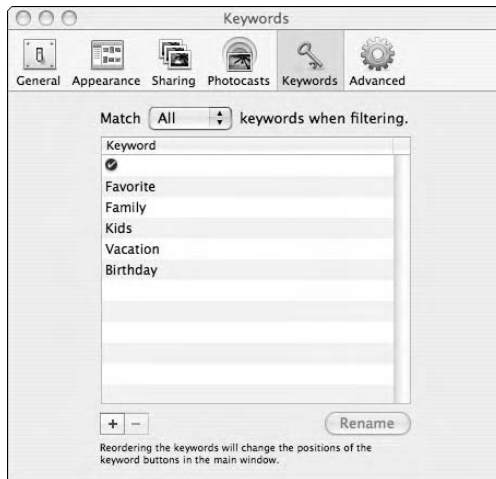 Keywords
General Appearance Sharing Photocasts Keywords Advanced
Match All keywords when filtering.
Keyword
Favorite
Family
Kids
Vacation
Birthday
+ −
Rename
Reordering the keywords will change the positions of the
keyword buttons in the main window.